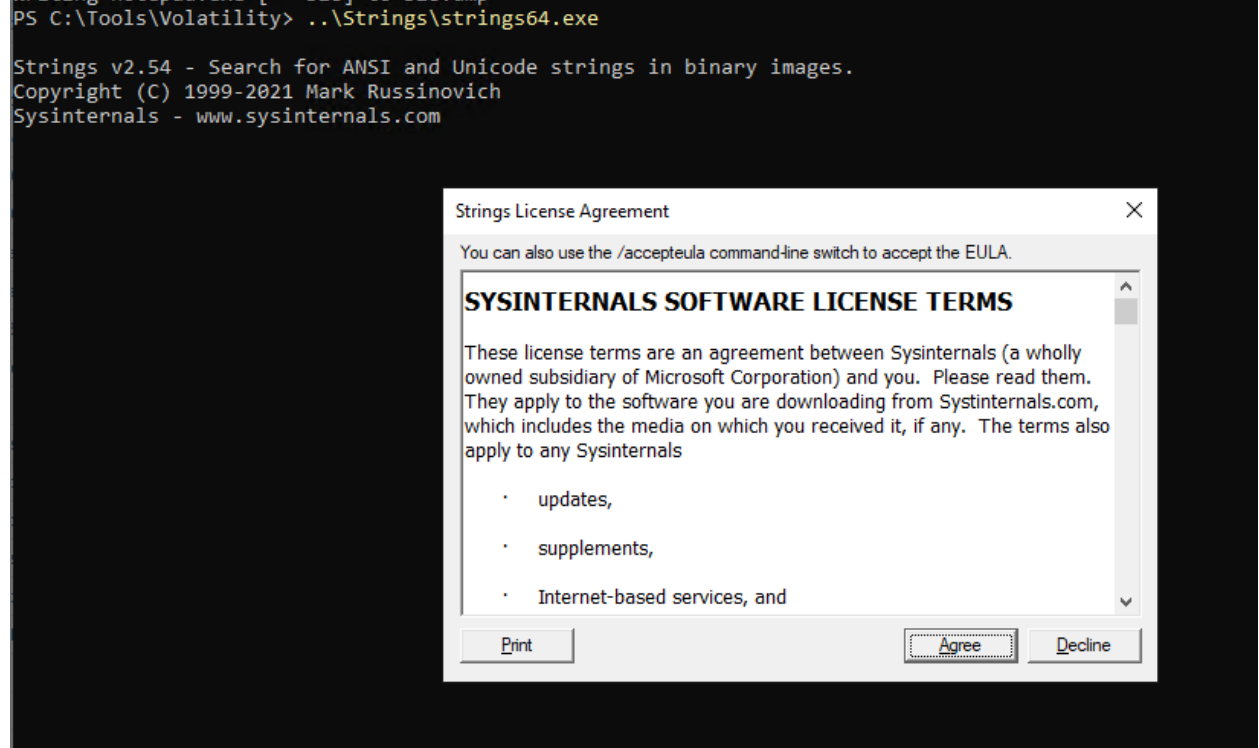 PS C:\Tools\Volatility> ..\Strings\strings64.exe
Strings v2.54 - Search for ANSI and Unicode strings in binary images.
Copyright (C) 1999-2021 Mark Russinovich
Sysinternals - www.sysinternals.com
Strings License Agreement
You can also use the /accepteula command-line switch to accept the EULA.
SYSINTERNALS SOFTWARE LICENSE TERMS
These license terms are an agreement between Sysinternals (a wholly
owned subsidiary of Microsoft Corporation) and you.  Please read them.
They apply to the software you are downloading from Systinternals.com,
which includes the media on which you received it, if any.  The terms also
apply to any Sysinternals
· updates,
· supplements,
· Internet-based services, and
Print
Agree
Decline